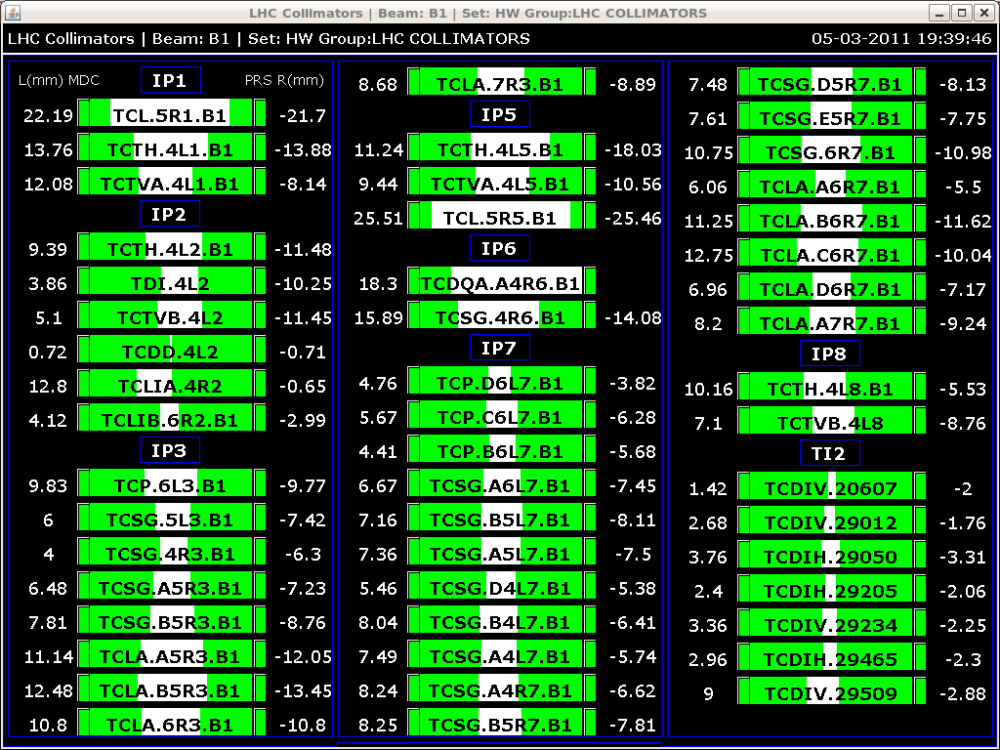 LHC Collimators | Beam: B1 | Set: HW Group:LHC COLLIMATORS
LHC Collimators | Beam: B1 | Set: HW Group:LHC COLLIMATORS 05-03-2011 19:39:46
L(mm) MDC IP1 PRS R(mm)
22.19 TCL.5R1.B1 -21.7
13.76 TCTH.4L1.B1 -13.88
12.08 TCTVA.4L1.B1 -8.14
IP2
9.39 TCTH.4L2.B1 -11.48
3.86 TDI.4L2 -10.25
5.1 TCTVB.4L2 -11.45
0.72 TCDD.4L2 -0.71
12.8 TCLIA.4R2 -0.65
4.12 TCLIB.6R2.B1 -2.99
IP3
9.83 TCP.6L3.B1 -9.77
6 TCSG.5L3.B1 -7.42
4 TCSG.4R3.B1 -6.3
6.48 TCSG.A5R3.B1 -7.23
7.81 TCSG.B5R3.B1 -8.76
11.14 TCLA.A5R3.B1 -12.05
12.48 TCLA.B5R3.B1 -13.45
10.8 TCLA.6R3.B1 -10.8
8.68 TCLA.7R3.B1 -8.89
IP5
11.24 TCTH.4L5.B1 -18.03
9.44 TCTVA.4L5.B1 -10.56
25.51 TCL.5R5.B1 -25.46
IP6
18.3 TCDQA.A4R6.B1
15.89 TCSG.4R6.B1 -14.08
IP7
4.76 TCP.D6L7.B1 -3.82
5.67 TCP.C6L7.B1 -6.28
4.41 TCP.B6L7.B1 -5.68
6.67 TCSG.A6L7.B1 -7.45
7.16 TCSG.B5L7.B1 -8.11
7.36 TCSG.A5L7.B1 -7.5
5.46 TCSG.D4L7.B1 -5.38
8.04 TCSG.B4L7.B1 -6.41
7.49 TCSG.A4L7.B1 -5.74
8.24 TCSG.A4R7.B1 -6.62
8.25 TCSG.B5R7.B1 -7.81
7.48 TCSG.D5R7.B1 -8.13
7.61 TCSG.E5R7.B1 -7.75
10.75 TCSG.6R7.B1 -10.98
6.06 TCLA.A6R7.B1 -5.5
11.25 TCLA.B6R7.B1 -11.62
12.75 TCLA.C6R7.B1 -10.04
6.96 TCLA.D6R7.B1 -7.17
8.2 TCLA.A7R7.B1 -9.24
IP8
10.16 TCTH.4L8.B1 -5.53
7.1 TCTVB.4L8 -8.76
TI2
1.42 TCDIV.20607 -2
2.68 TCDIV.29012 -1.76
3.76 TCDIH.29050 -3.31
2.4 TCDIH.29205 -2.06
3.36 TCDIV.29234 -2.25
2.96 TCDIH.29465 -2.3
9 TCDIV.29509 -2.88